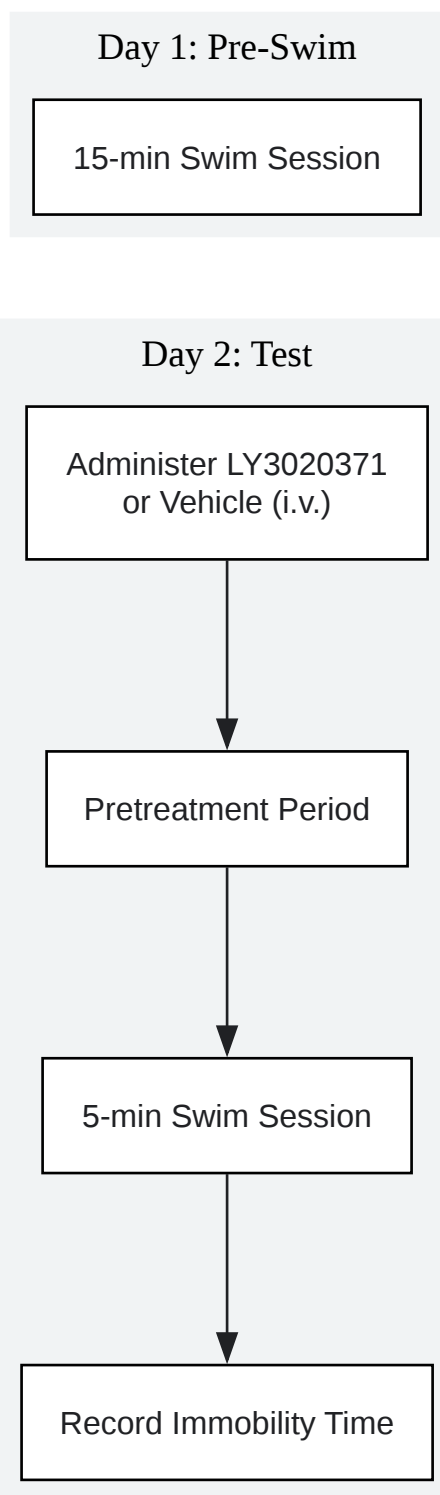 Day 1: Pre-Swim
15-min Swim Session
Day 2: Test
Administer LY3020371
or Vehicle (i.v.)
Pretreatment Period
5-min Swim Session
Record Immobility Time